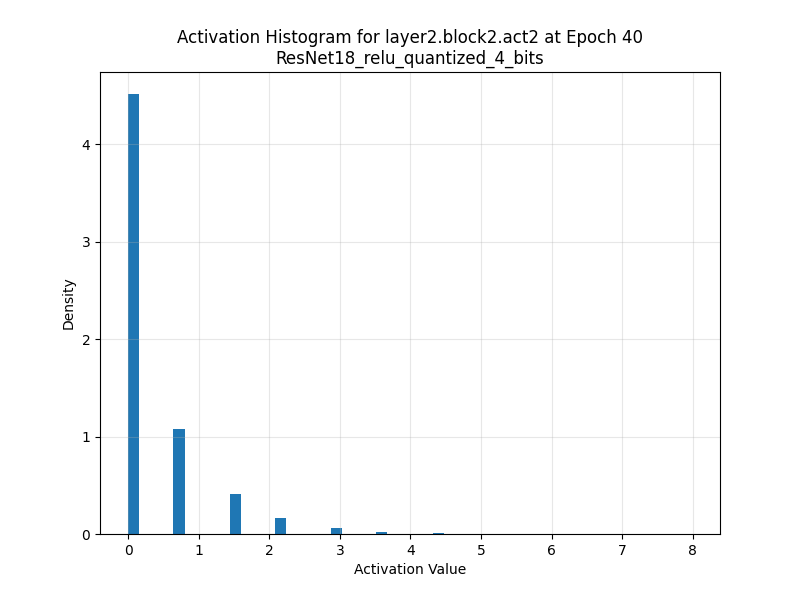 Activation Histogram for layer2.block2.act2 at Epoch 40
ResNet18_relu_quantized_4_bits
4
3
2
1
0
Density
0 1 2 3 4 5 6 7 8
Activation Value